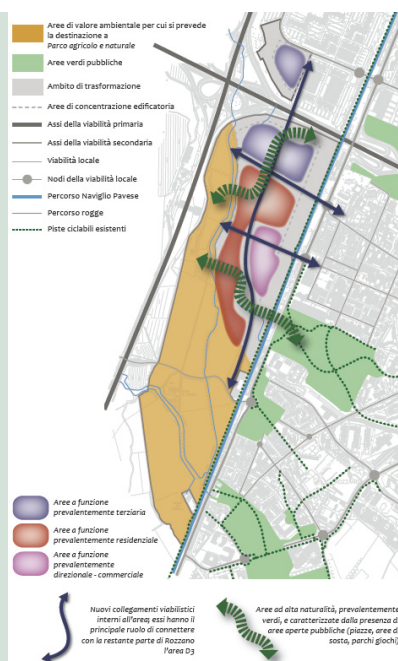 Aree di valore ambientale per cui si prevede
la destinazione a
Parco agricolo e naturale
Aree verdi pubbliche
Ambito di trasformazione
Aree di concentrazione edificatoria
Assi della viabilità primaria
Assi della viabilità secondaria
Viabilità locale
Nodi della viabilità locale
Percorso Naviglio Pavese
Percorso rogge
Piste ciclabili esistenti
Aree a funzione
prevalentemente terziaria
Aree a funzione
prevalentemente residenziale
Aree a funzione
prevalentemente
direzionale - commerciale
Nuovi collegamenti viabilistici
interni all'area; essi hanno il
principale ruolo di connettere
con la restante parte di Rozzano
l'area D3
Aree ad alta naturalità, prevalentemente
verdi, e caratterizzate dalla presenza di
aree aperte pubbliche (piazze, aree di
sosta, parchi giochi)